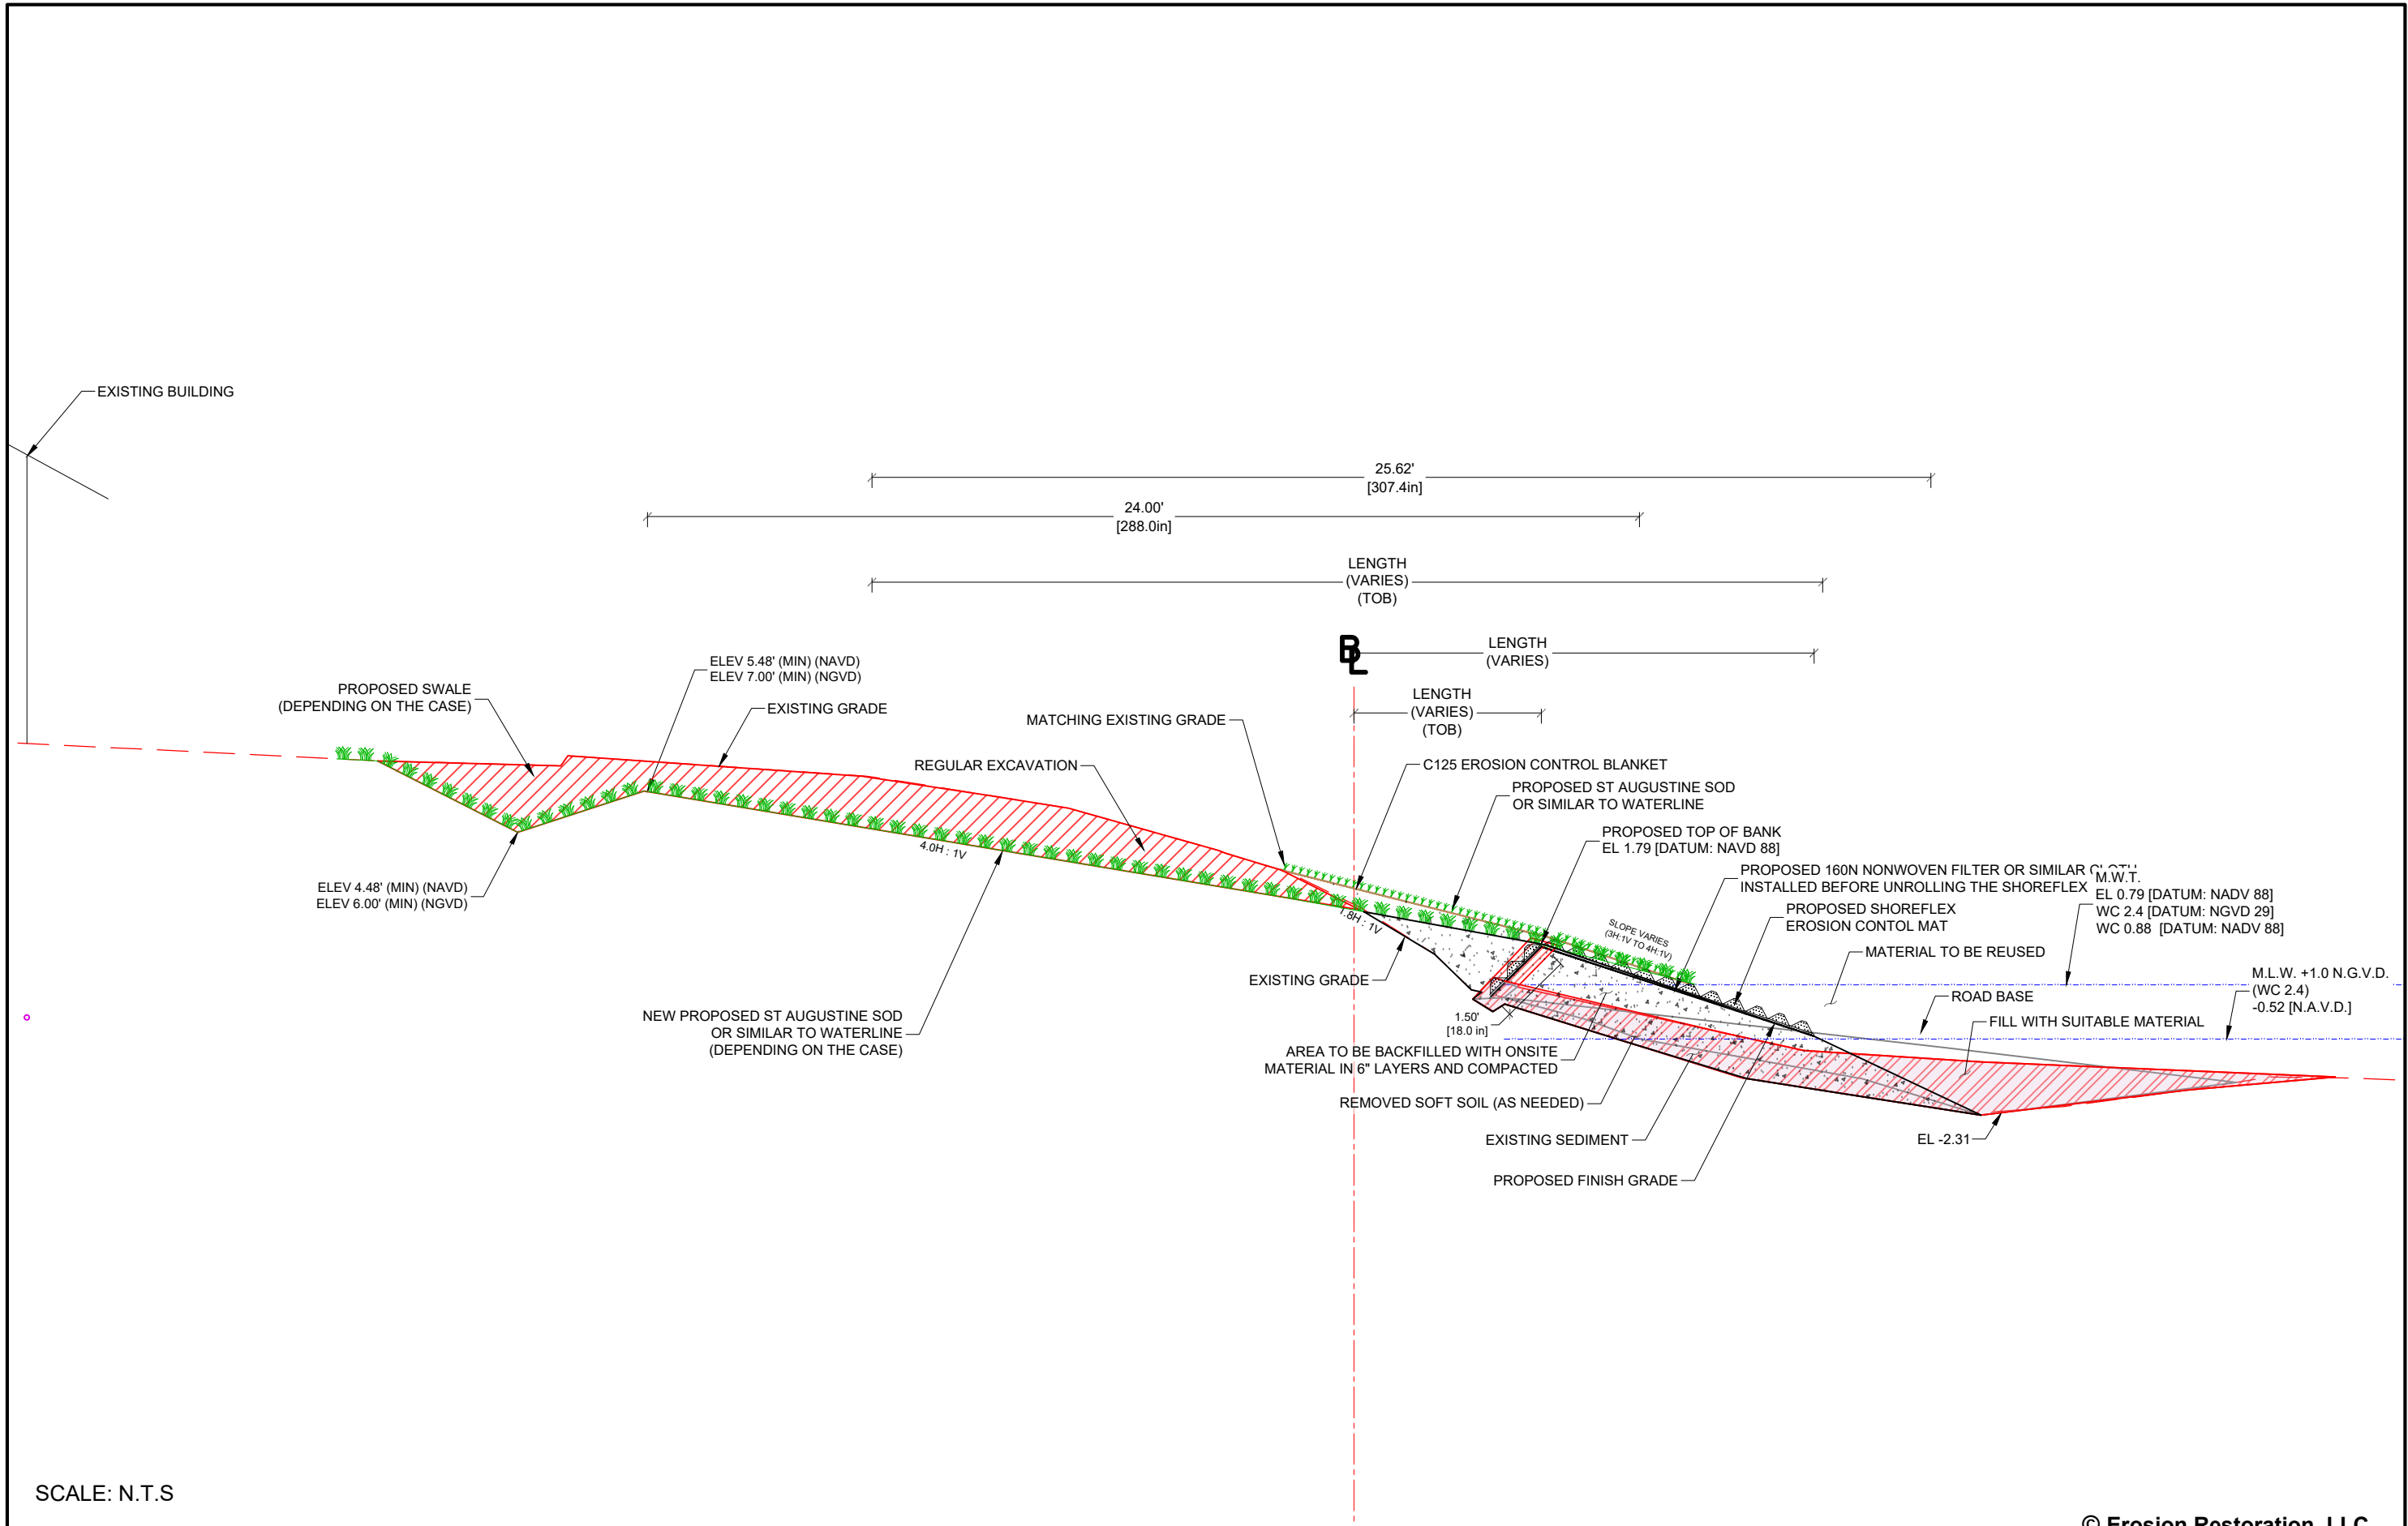 EXISTING BUILDING
25.62'
[307.4in]
24.00'
[288.0in]
LENGTH
(VARIES)
(TOB)
BL
LENGTH
(VARIES)
LENGTH
(VARIES)
(TOB)
ELEV 5.48' (MIN) (NAVD)
ELEV 7.00' (MIN) (NGVD)
PROPOSED SWALE
(DEPENDING ON THE CASE)
EXISTING GRADE
MATCHING EXISTING GRADE
REGULAR EXCAVATION
C125 EROSION CONTROL BLANKET
PROPOSED ST AUGUSTINE SOD
OR SIMILAR TO WATERLINE
PROPOSED TOP OF BANK
EL 1.79 [DATUM: NAVD 88]
PROPOSED 160N NONWOVEN FILTER OR SIMILAR CLOTH
INSTALLED BEFORE UNROLLING THE SHOREFLEX
M.W.T.
EL 0.79 [DATUM: NADV 88]
WC 2.4 [DATUM: NGVD 29]
WC 0.88 [DATUM: NADV 88]
PROPOSED SHOREFLEX
EROSION CONTOL MAT
MATERIAL TO BE REUSED
M.L.W. +1.0 N.G.V.D.
(WC 2.4)
-0.52 [N.A.V.D.]
ROAD BASE
FILL WITH SUITABLE MATERIAL
4.0H : 1V
1.8H : 1V
SLOPE VARIES
(3H:1V TO 4H:1V)
ELEV 4.48' (MIN) (NAVD)
ELEV 6.00' (MIN) (NGVD)
EXISTING GRADE
NEW PROPOSED ST AUGUSTINE SOD
OR SIMILAR TO WATERLINE
(DEPENDING ON THE CASE)
1.50'
[18.0 in]
AREA TO BE BACKFILLED WITH ONSITE
MATERIAL IN 6" LAYERS AND COMPACTED
REMOVED SOFT SOIL (AS NEEDED)
EXISTING SEDIMENT
EL -2.31
PROPOSED FINISH GRADE
SCALE: N.T.S
© Erosion Restoration, LLC